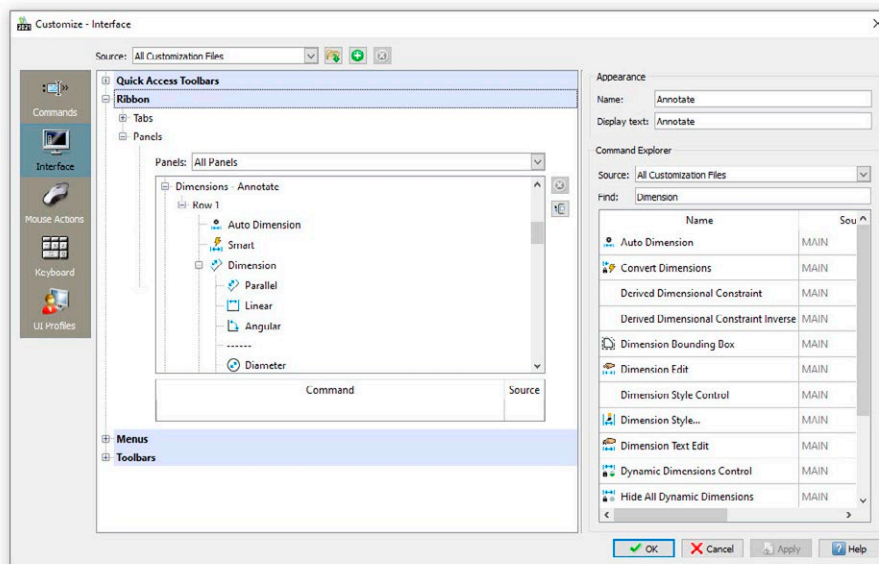 Customize - Interface
Source: All Customization Files
Commands
Interface
Mouse Actions
Keyboard
UI Profiles
Quick Access Toolbars
Ribbon
Tabs
Panels
Panels: All Panels
Dimensions - Annotate
Row 1
Auto Dimension
Smart
Dimension
Parallel
Linear
Angular
------
Diameter
Command Source
Menus
Toolbars
Appearance
Name: Annotate
Display text: Annotate
Command Explorer
Source: All Customization Files
Find: Dimension
Name Sou
Auto Dimension MAIN
Convert Dimensions MAIN
Derived Dimensional Constraint MAIN
Derived Dimensional Constraint Inverse MAIN
Dimension Bounding Box MAIN
Dimension Edit MAIN
Dimension Style Control MAIN
Dimension Style... MAIN
Dimension Text Edit MAIN
Dynamic Dimensions Control MAIN
Hide All Dynamic Dimensions MAIN
OK Cancel Apply Help